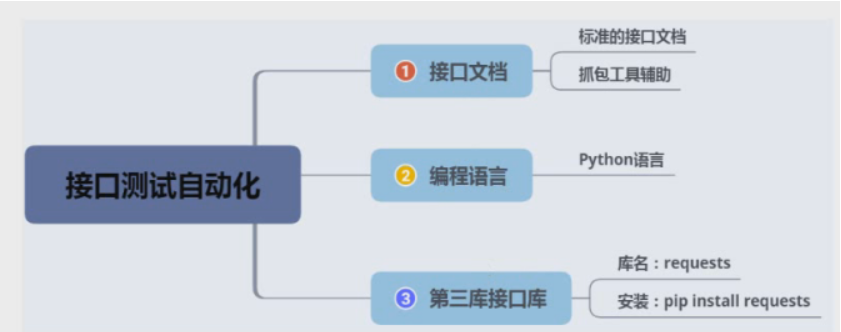 标准的接口文档
1 接口文档
抓包工具辅助
接口测试自动化
2 编程语言
Python语言
库名：requests
3 第三库接口库
安装：pip install requests